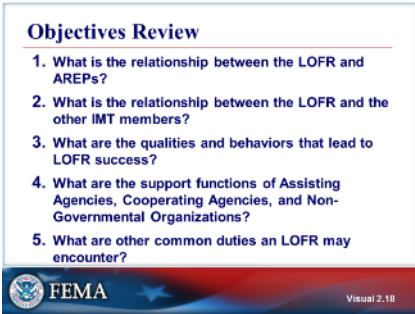 Objectives Review
1. What is the relationship between the LOFR and
AREPs?
2. What is the relationship between the LOFR and the
other IMT members?
3. What are the qualities and behaviors that lead to
LOFR success?
4. What are the support functions of Assisting
Agencies, Cooperating Agencies, and Non-
Governmental Organizations?
5. What are other common duties an LOFR may
encounter?
FEMA
Visual 2.18